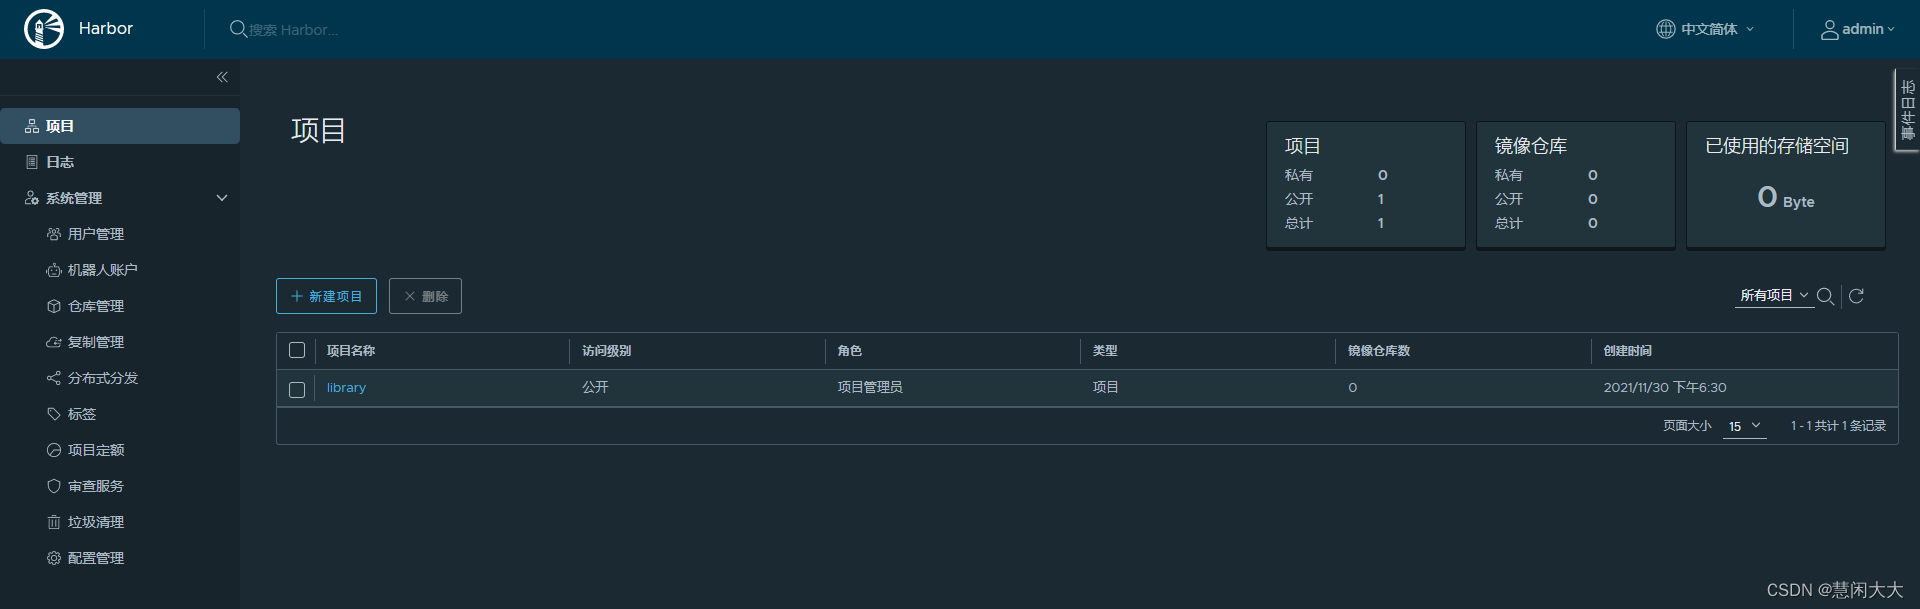 Harbor
搜索 Harbor...
中文简体
admin
事件日志
项目
日志
系统管理
用户管理
机器人账户
仓库管理
复制管理
分布式分发
标签
项目定额
审查服务
垃圾清理
配置管理
项目
项目
私有 0
公开 1
总计 1
镜像仓库
私有 0
公开 0
总计 0
已使用的存储空间
0 Byte
新建项目
删除
所有项目
项目名称 访问级别 角色 类型 镜像仓库数 创建时间
library 公开 项目管理员 项目 0 2021/11/30 下午6:30
页面大小 15 1 - 1 共计 1 条记录
CSDN @慧闲大大